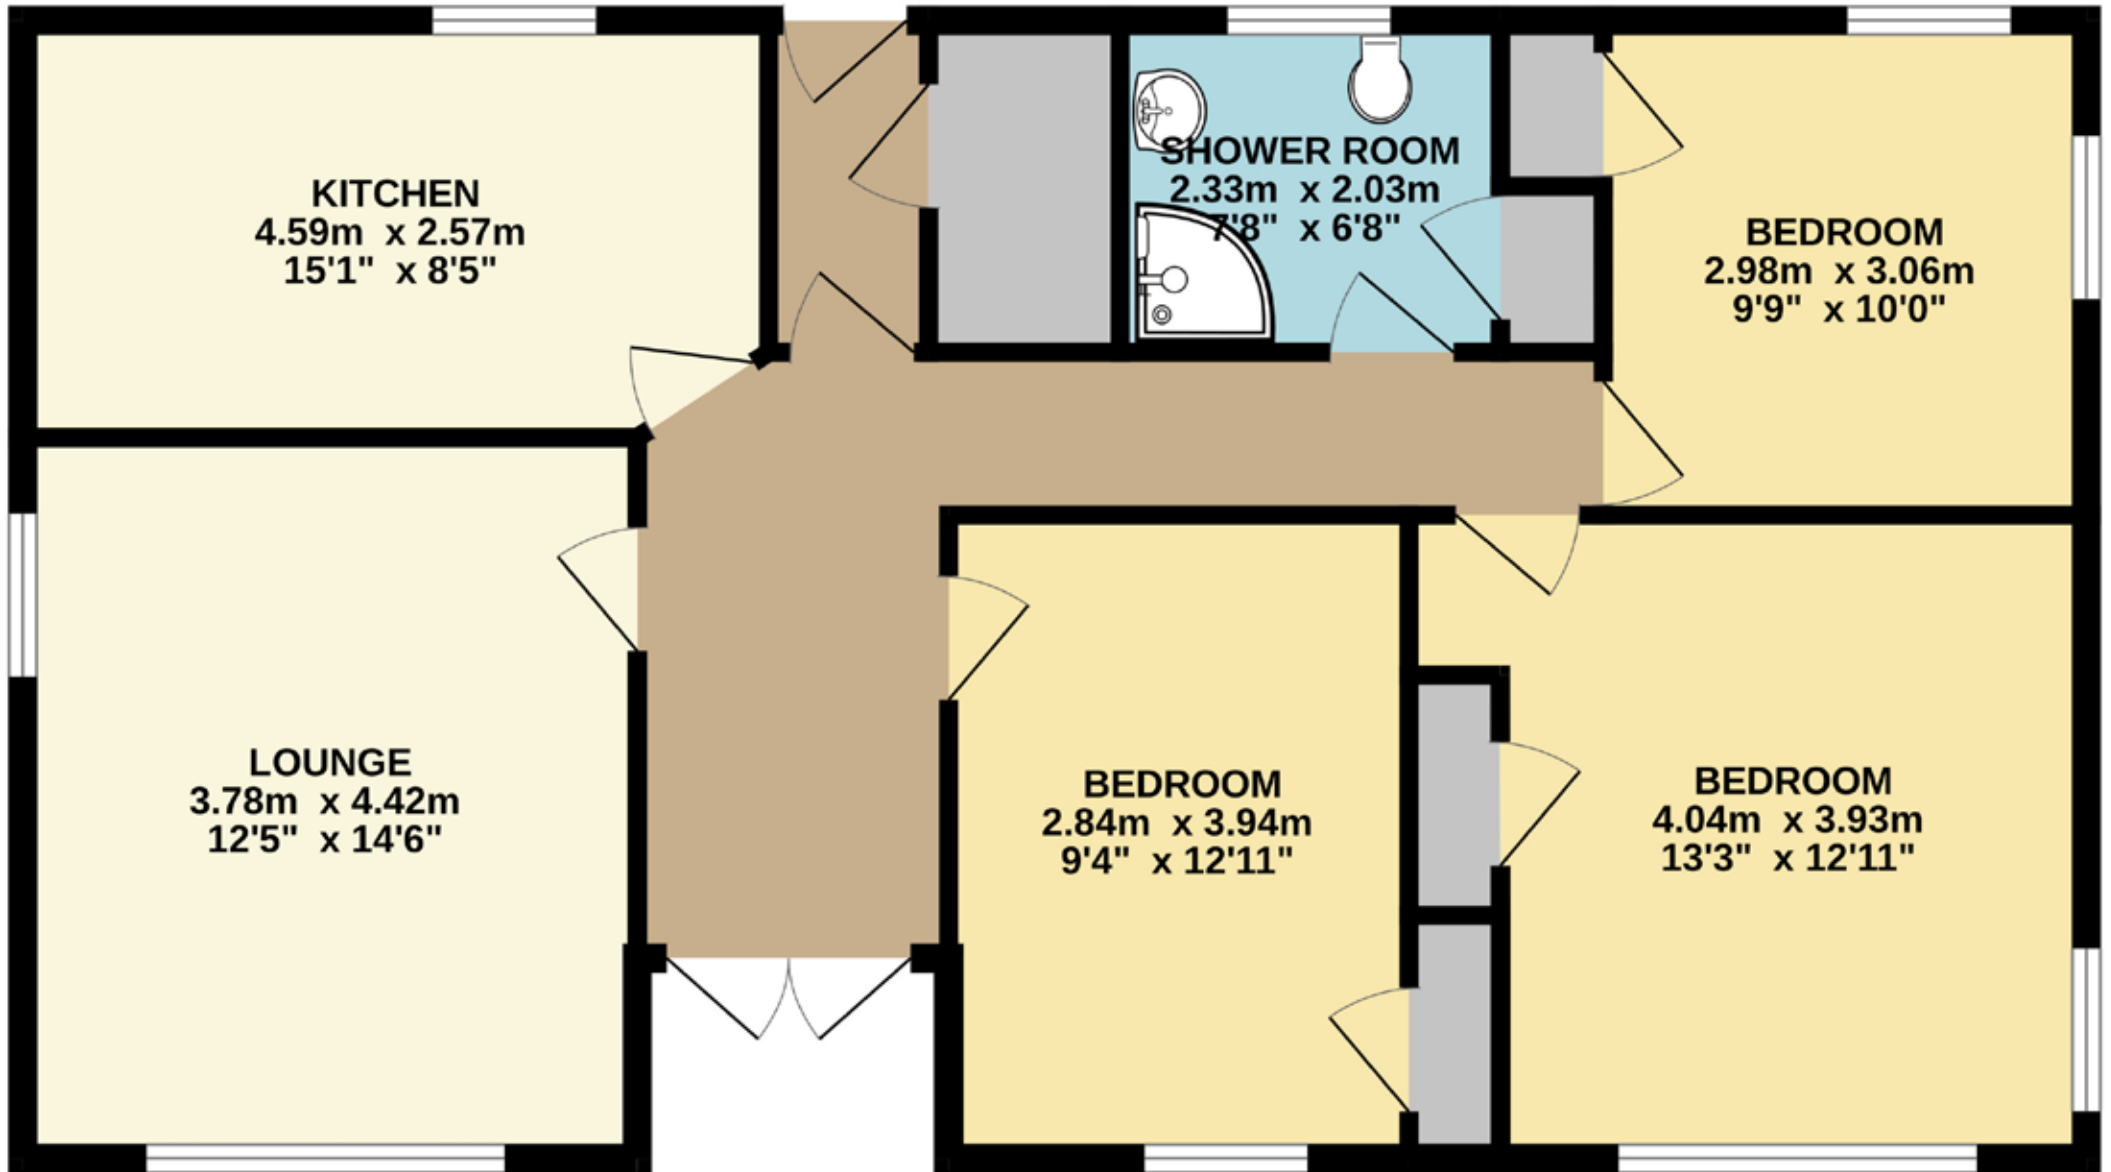 KITCHEN
4.59m x 2.57m
15'1" x 8'5"
SHOWER ROOM
2.33m x 2.03m
7'8" x 6'8"
BEDROOM
2.98m x 3.06m
9'9" x 10'0"
LOUNGE
3.78m x 4.42m
12'5" x 14'6"
BEDROOM
2.84m x 3.94m
9'4" x 12'11"
BEDROOM
4.04m x 3.93m
13'3" x 12'11"